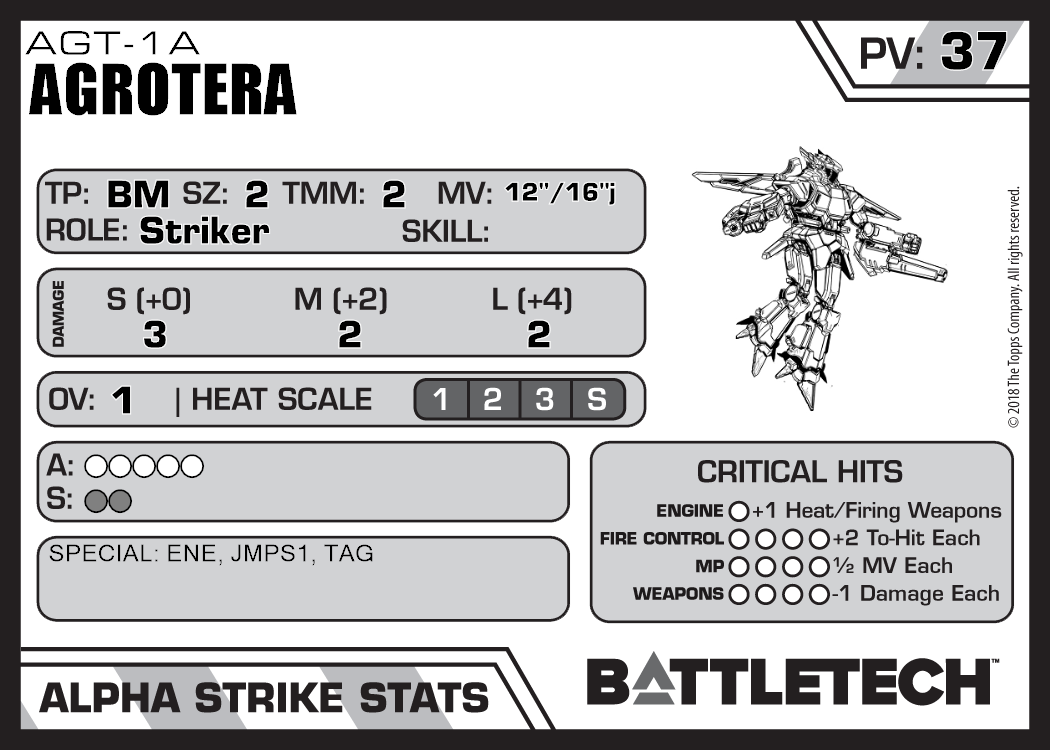 AGT-1A
AGROTERA
PV: 37
TP: BM SZ: 2 TMM: 2 MV: 12"/16"j
ROLE: Striker SKILL:
DAMAGE
S (+0) M (+2) L (+4)
3 2 2
OV: 1 | HEAT SCALE 1 2 3 S
A:
S:
SPECIAL: ENE, JMPS1, TAG
CRITICAL HITS
ENGINE +1 Heat/Firing Weapons
FIRE CONTROL +2 To-Hit Each
MP ½ MV Each
WEAPONS -1 Damage Each
© 2018 The Topps Company. All rights reserved.
ALPHA STRIKE STATS
BATTLETECH™